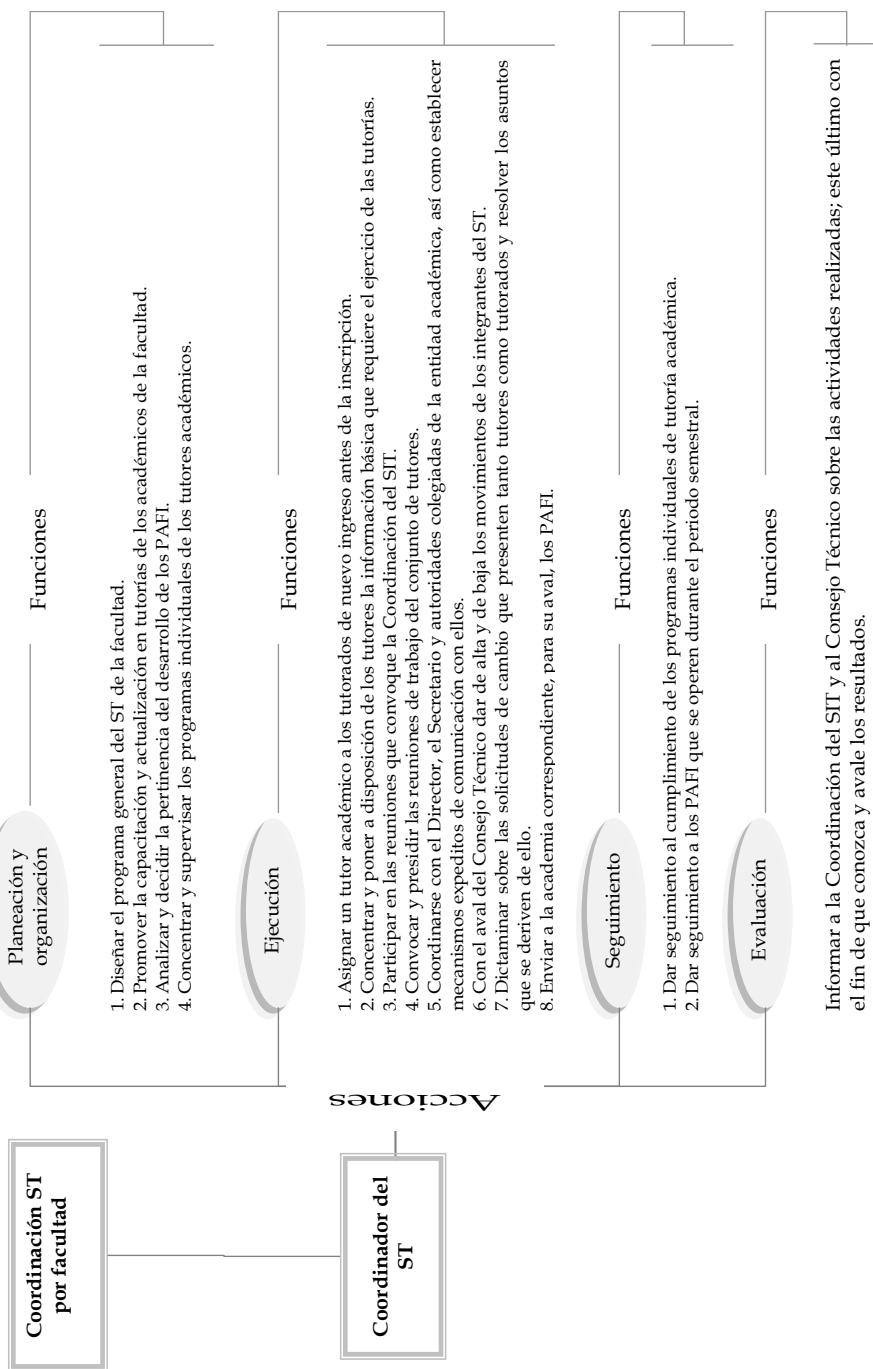 Coordinación ST
por facultad
Coordinador del
ST
Acciones
Planeación y
organización
Funciones
1. Diseñar el programa general del ST de la facultad.
2. Promover la capacitación y actualización en tutorías de los académicos de la facultad.
3. Analizar y decidir la pertinencia del desarrollo de los PAFI.
4. Concentrar y supervisar los programas individuales de los tutores académicos.
Ejecución
Funciones
1. Asignar un tutor académico a los tutorados de nuevo ingreso antes de la inscripción.
2. Concentrar y poner a disposición de los tutores la información básica que requiere el ejercicio de las tutorías.
3. Participar en las reuniones que convoque la Coordinación del SIT.
4. Convocar y presidir las reuniones de trabajo del conjunto de tutores.
5. Coordinarse con el Director, el Secretario y autoridades colegiadas de la entidad académica, así como establecer
mecanismos expeditos de comunicación con ellos.
6. Con el aval del Consejo Técnico dar de alta y de baja los movimientos de los integrantes del ST.
7. Dictaminar sobre las solicitudes de cambio que presenten tanto tutores como tutorados y resolver los asuntos
que se deriven de ello.
8. Enviar a la academia correspondiente, para su aval, los PAFI.
Seguimiento
Funciones
1. Dar seguimiento al cumplimiento de los programas individuales de tutoría académica.
2. Dar seguimiento a los PAFI que se operen durante el periodo semestral.
Evaluación
Funciones
Informar a la Coordinación del SIT y al Consejo Técnico sobre las actividades realizadas; este último con
el fin de que conozca y avale los resultados.